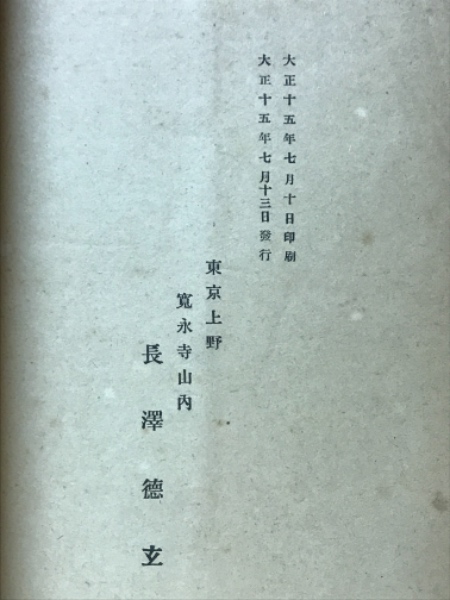 大正十五年七月十日印刷
大正十五年七月十三日發行
東京上野
寬永寺山內
長澤德玄